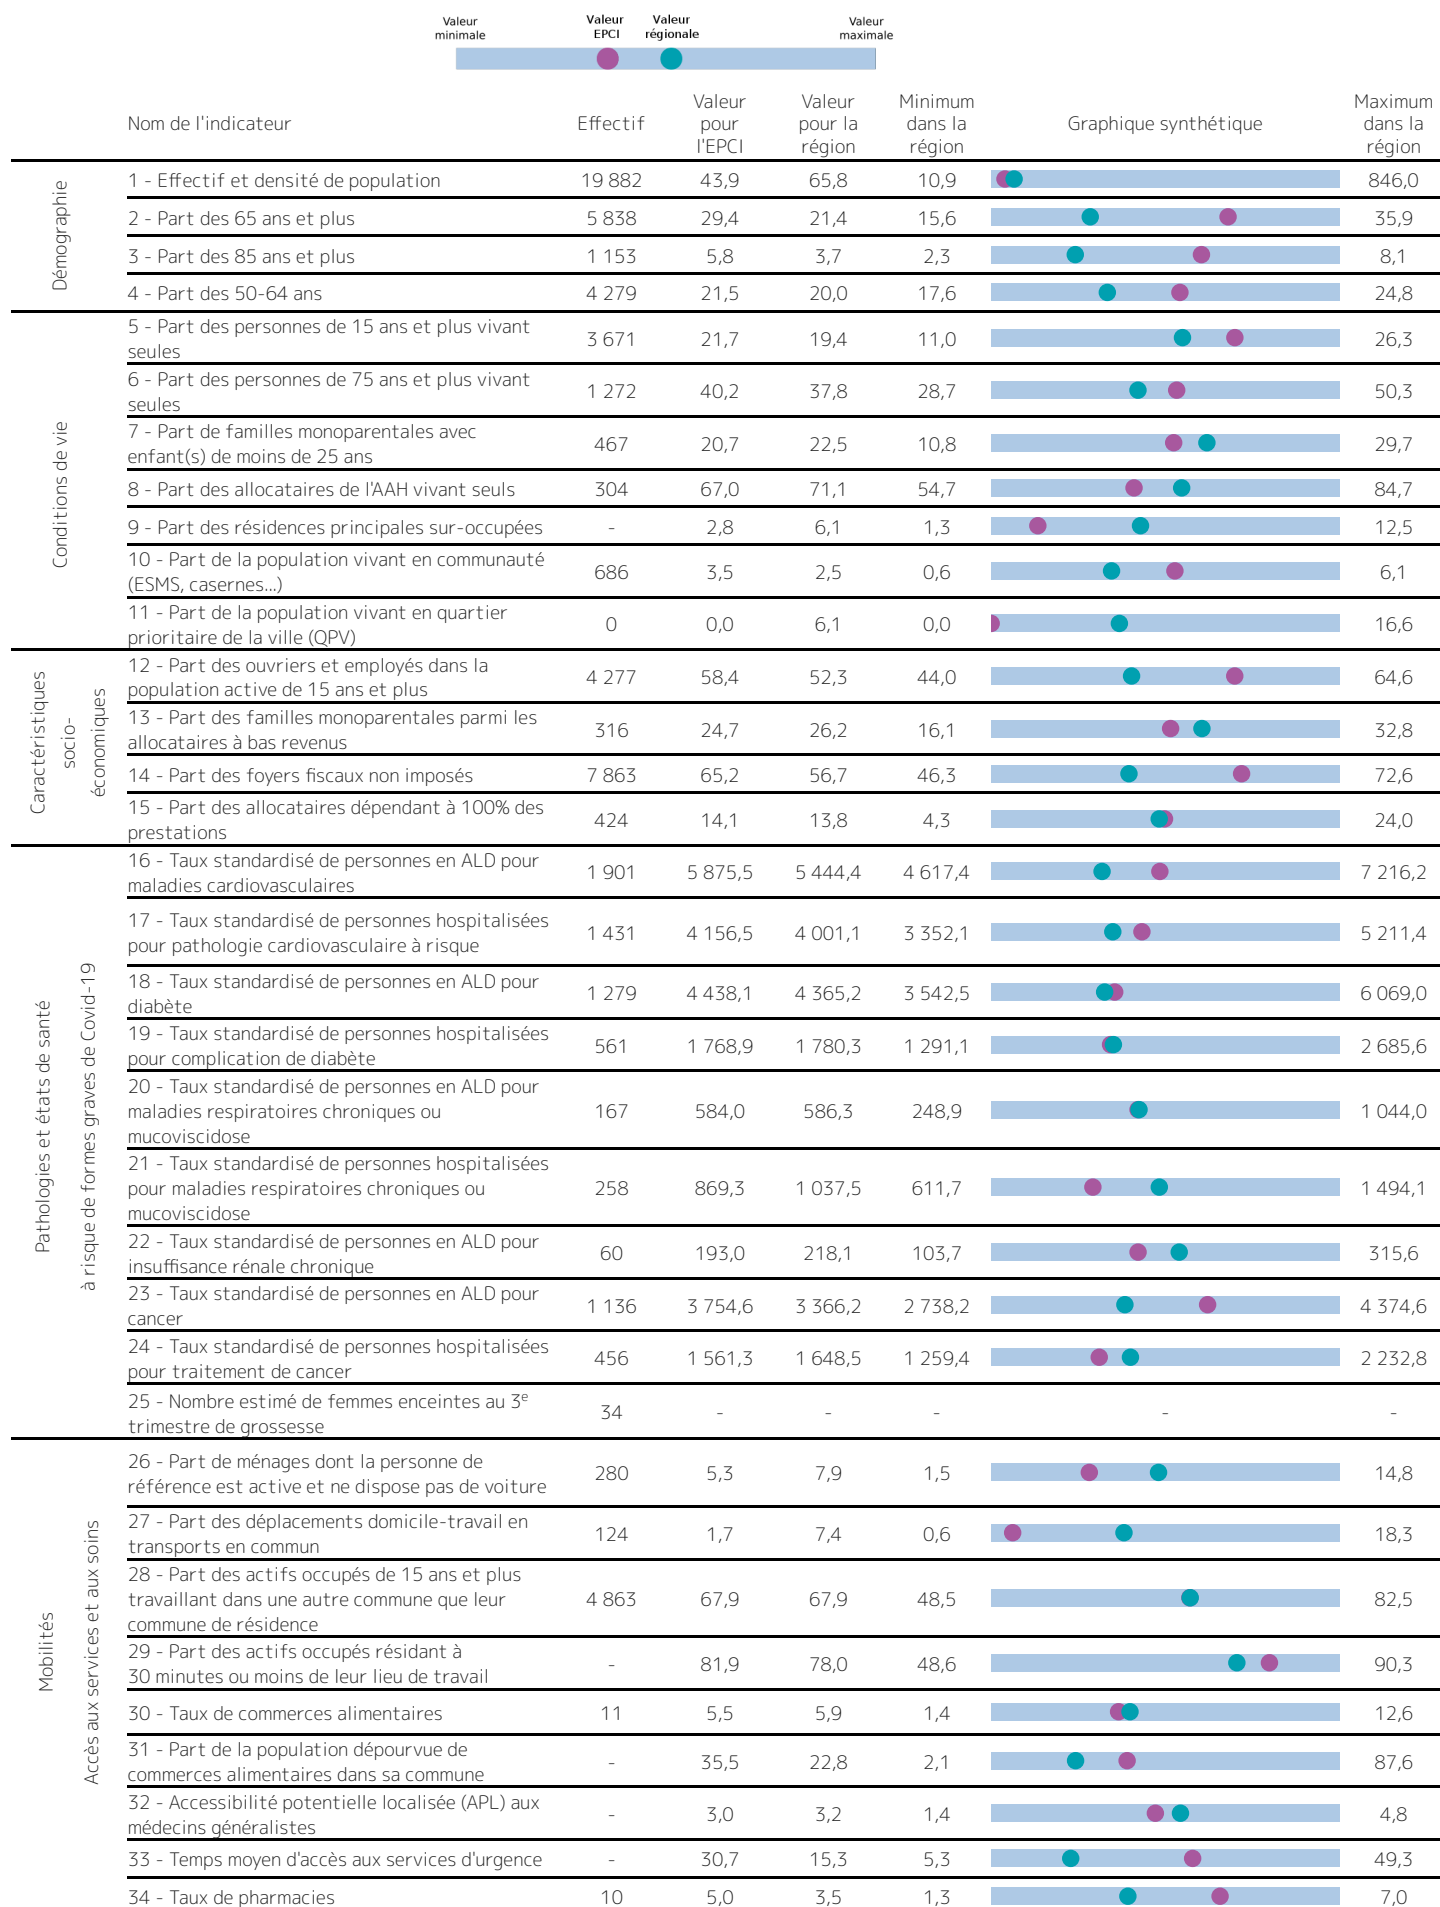 Valeur minimale
Valeur EPCI
Valeur régionale
Valeur maximale
Nom de l'indicateur
Effectif
Valeur pour l'EPCI
Valeur pour la région
Minimum dans la région
Graphique synthétique
Maximum dans la région
Démographie
1 - Effectif et densité de population 19 882 43,9 65,8 10,9 846,0
2 - Part des 65 ans et plus 5 838 29,4 21,4 15,6 35,9
3 - Part des 85 ans et plus 1 153 5,8 3,7 2,3 8,1
4 - Part des 50-64 ans 4 279 21,5 20,0 17,6 24,8
Conditions de vie
5 - Part des personnes de 15 ans et plus vivant
seules 3 671 21,7 19,4 11,0 26,3
6 - Part des personnes de 75 ans et plus vivant
seules 1 272 40,2 37,8 28,7 50,3
7 - Part de familles monoparentales avec
enfant(s) de moins de 25 ans 467 20,7 22,5 10,8 29,7
8 - Part des allocataires de l'AAH vivant seuls 304 67,0 71,1 54,7 84,7
9 - Part des résidences principales sur-occupées - 2,8 6,1 1,3 12,5
10 - Part de la population vivant en communauté
(ESMS, casernes...) 686 3,5 2,5 0,6 6,1
11 - Part de la population vivant en quartier
prioritaire de la ville (QPV) 0 0,0 6,1 0,0 16,6
Caractéristiques
socio-
économiques
12 - Part des ouvriers et employés dans la
population active de 15 ans et plus 4 277 58,4 52,3 44,0 64,6
13 - Part des familles monoparentales parmi les
allocataires à bas revenus 316 24,7 26,2 16,1 32,8
14 - Part des foyers fiscaux non imposés 7 863 65,2 56,7 46,3 72,6
15 - Part des allocataires dépendant à 100% des
prestations 424 14,1 13,8 4,3 24,0
Pathologies et états de santé
à risque de formes graves de Covid-19
16 - Taux standardisé de personnes en ALD pour
maladies cardiovasculaires 1 901 5 875,5 5 444,4 4 617,4 7 216,2
17 - Taux standardisé de personnes hospitalisées
pour pathologie cardiovasculaire à risque 1 431 4 156,5 4 001,1 3 352,1 5 211,4
18 - Taux standardisé de personnes en ALD pour
diabète 1 279 4 438,1 4 365,2 3 542,5 6 069,0
19 - Taux standardisé de personnes hospitalisées
pour complication de diabète 561 1 768,9 1 780,3 1 291,1 2 685,6
20 - Taux standardisé de personnes en ALD pour
maladies respiratoires chroniques ou
mucoviscidose 167 584,0 586,3 248,9 1 044,0
21 - Taux standardisé de personnes hospitalisées
pour maladies respiratoires chroniques ou
mucoviscidose 258 869,3 1 037,5 611,7 1 494,1
22 - Taux standardisé de personnes en ALD pour
insuffisance rénale chronique 60 193,0 218,1 103,7 315,6
23 - Taux standardisé de personnes en ALD pour
cancer 1 136 3 754,6 3 366,2 2 738,2 4 374,6
24 - Taux standardisé de personnes hospitalisées
pour traitement de cancer 456 1 561,3 1 648,5 1 259,4 2 232,8
25 - Nombre estimé de femmes enceintes au 3e
trimestre de grossesse 34 - - - - -
Mobilités
Accès aux services et aux soins
26 - Part de ménages dont la personne de
référence est active et ne dispose pas de voiture 280 5,3 7,9 1,5 14,8
27 - Part des déplacements domicile-travail en
transports en commun 124 1,7 7,4 0,6 18,3
28 - Part des actifs occupés de 15 ans et plus
travaillant dans une autre commune que leur
commune de résidence 4 863 67,9 67,9 48,5 82,5
29 - Part des actifs occupés résidant à
30 minutes ou moins de leur lieu de travail - 81,9 78,0 48,6 90,3
30 - Taux de commerces alimentaires 11 5,5 5,9 1,4 12,6
31 - Part de la population dépourvue de
commerces alimentaires dans sa commune - 35,5 22,8 2,1 87,6
32 - Accessibilité potentielle localisée (APL) aux
médecins généralistes - 3,0 3,2 1,4 4,8
33 - Temps moyen d'accès aux services d'urgence - 30,7 15,3 5,3 49,3
34 - Taux de pharmacies 10 5,0 3,5 1,3 7,0